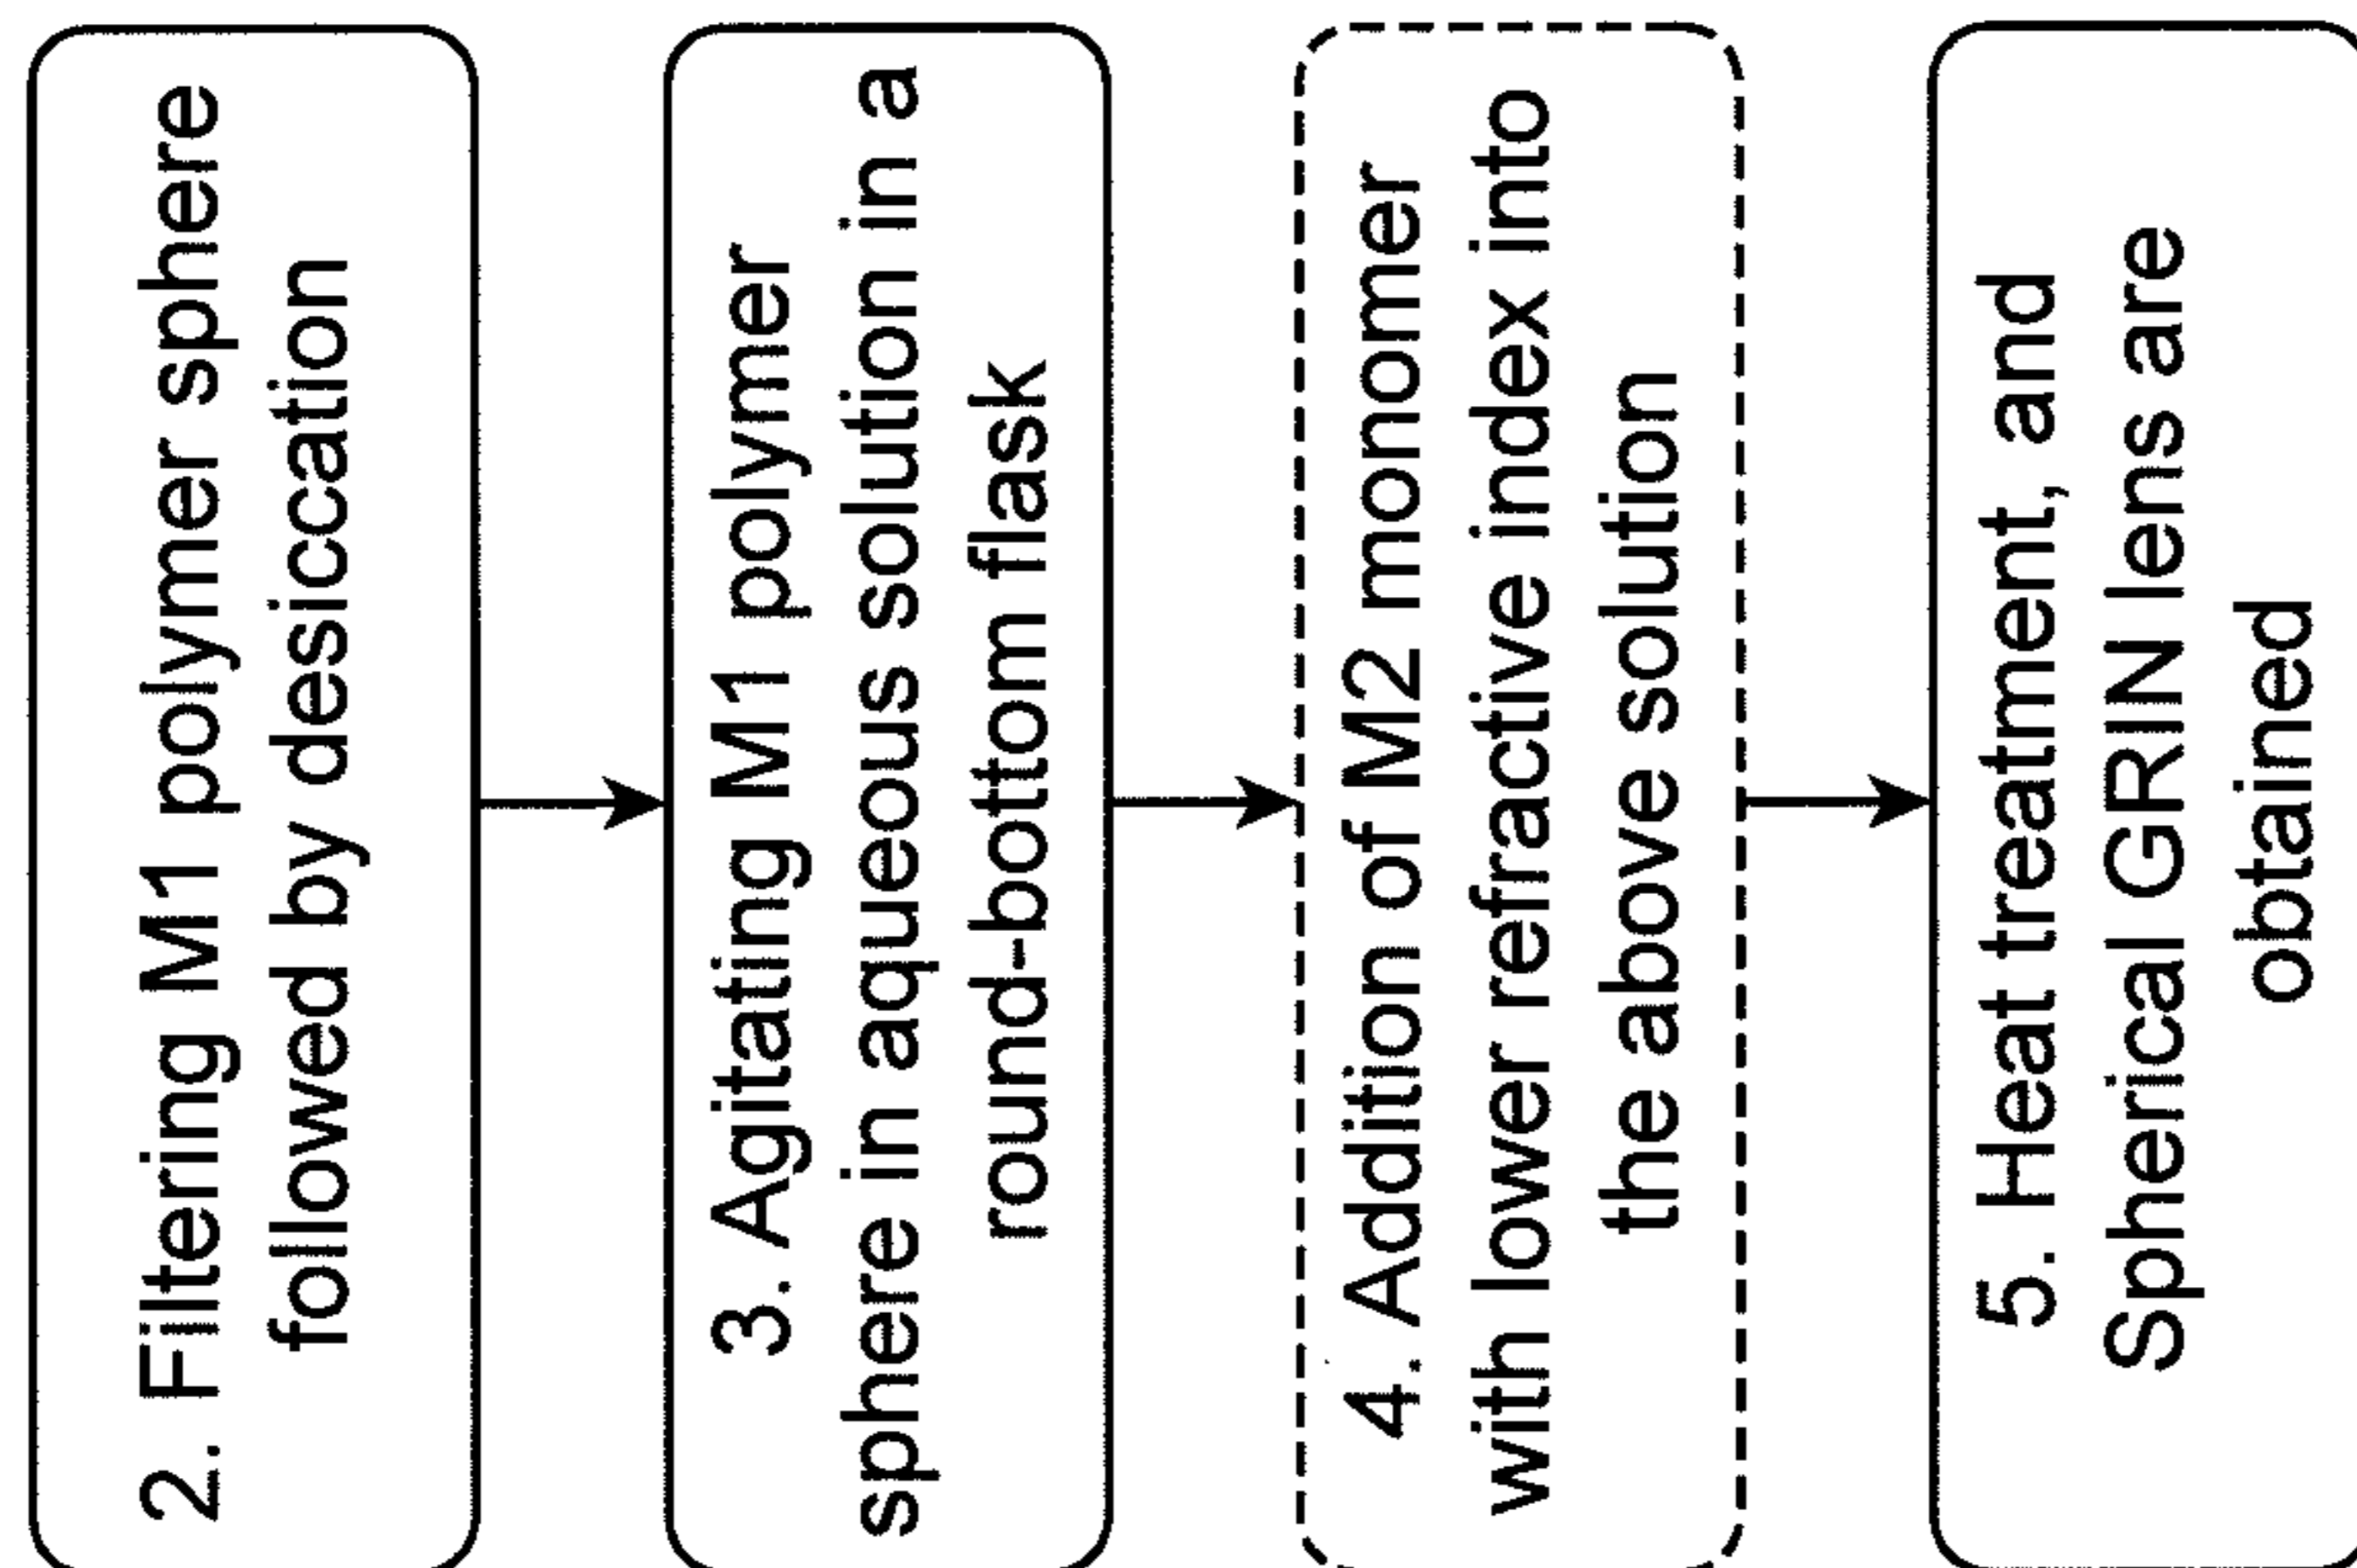 2. Filtering M1 polymer sphere
followed by desiccation
3. Agitating M1 polymer
sphere in aqueous solution in a
round-bottom flask
4. Addition of M2 monomer
with lower refractive index into
the above solution
5. Heat treatment, and
Spherical GRIN lens are
obtained